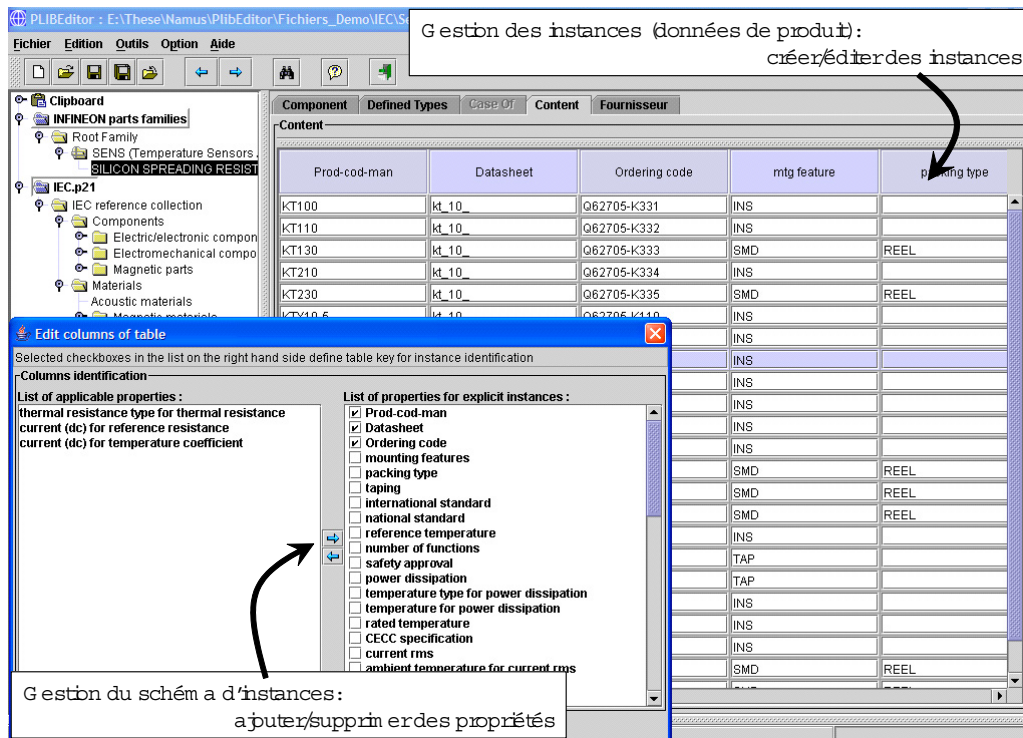 PLIBEditor : E:\These\Namus\PlibEditor\Fichiers_Demo\IEC\Se
Gestion des instances (données de produit):
créer/éditer des instances
Fichier Edition Outils Option Aide
Clipboard
INFINEON parts families
Root Family
SENS (Temperature Sensors
SILICON SPREADING RESIST
IEC.p21
IEC reference collection
Components
Electric/electronic compon
Electromechanical compo
Magnetic parts
Materials
Acoustic materials
Magnetic materials
Component Defined Types Case Of Content Fournisseur
Content
Prod-cod-man Datasheet Ordering code mtg feature packing type
KT100 kt_10_ Q62705-K331 INS
KT110 kt_10_ Q62705-K332 INS
KT130 kt_10_ Q62705-K333 SMD REEL
KT210 kt_10_ Q62705-K334 INS
KT230 kt_10_ Q62705-K335 SMD REEL
KTY10-5 kt_10_ Q62705-K110 INS
INS
INS
INS
INS
INS
INS
SMD REEL
SMD REEL
SMD REEL
INS
TAP
TAP
INS
INS
INS
SMD REEL
Edit columns of table
Selected checkboxes in the list on the right hand side define table key for instance identification
Columns identification
List of applicable properties :
thermal resistance type for thermal resistance
current (dc) for reference resistance
current (dc) for temperature coefficient
List of properties for explicit instances :
Prod-cod-man
Datasheet
Ordering code
mounting features
packing type
taping
international standard
national standard
reference temperature
number of functions
safety approval
power dissipation
temperature type for power dissipation
temperature for power dissipation
rated temperature
CECC specification
current rms
ambient temperature for current rms
Gestion du schéma d'instances:
ajouter/supprimer des propriétés